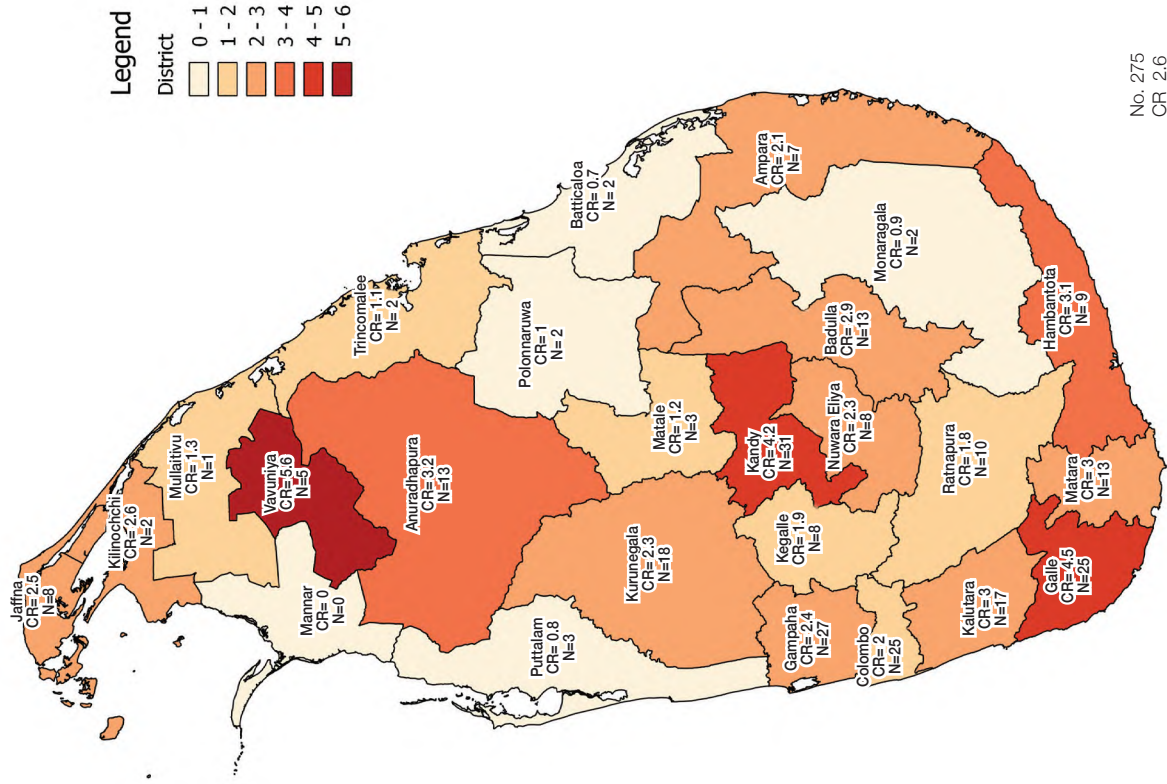 Legend
District
0 - 1
1 - 2
2 - 3
3 - 4
4 - 5
5 - 6
Jaffna
CR= 2.5
N=8
Kilinochchii
CR= 2.6
N=2
Mullaitivu
CR= 1.3
N=1
Vavuniya
CR= 5.6
N=5
Mannar
CR= 0
N=0
Trincomalee
CR= 1.1
N= 2
Anuradhapura
CR= 3.2
N=13
Polonnaruwa
CR= 1
N=2
Batticaloa
CR= 0.7
N= 2
Puttalam
CR= 0.8
N=3
Kurunegala
CR= 2.3
N=18
Matale
CR= 1.2
N=3
Kandy
CR= 4.2
N=31
Ampara
CR= 2.1
N=7
Badulla
CR= 2.9
N=13
Nuwara Eliya
CR= 2.3
N=8
Monaragala
CR= 0.9
N=2
Kegalle
CR= 1.9
N=8
Gampaha
CR= 2.4
N=27
Colombo
CR= 2
N=25
Ratnapura
CR= 1.8
N=10
Kalutara
CR= 3
N=17
Galle
CR= 4.5
N=25
Matara
CR= 3
N=13
Hambantota
CR= 3.1
N= 9
No. 275
CR 2.6